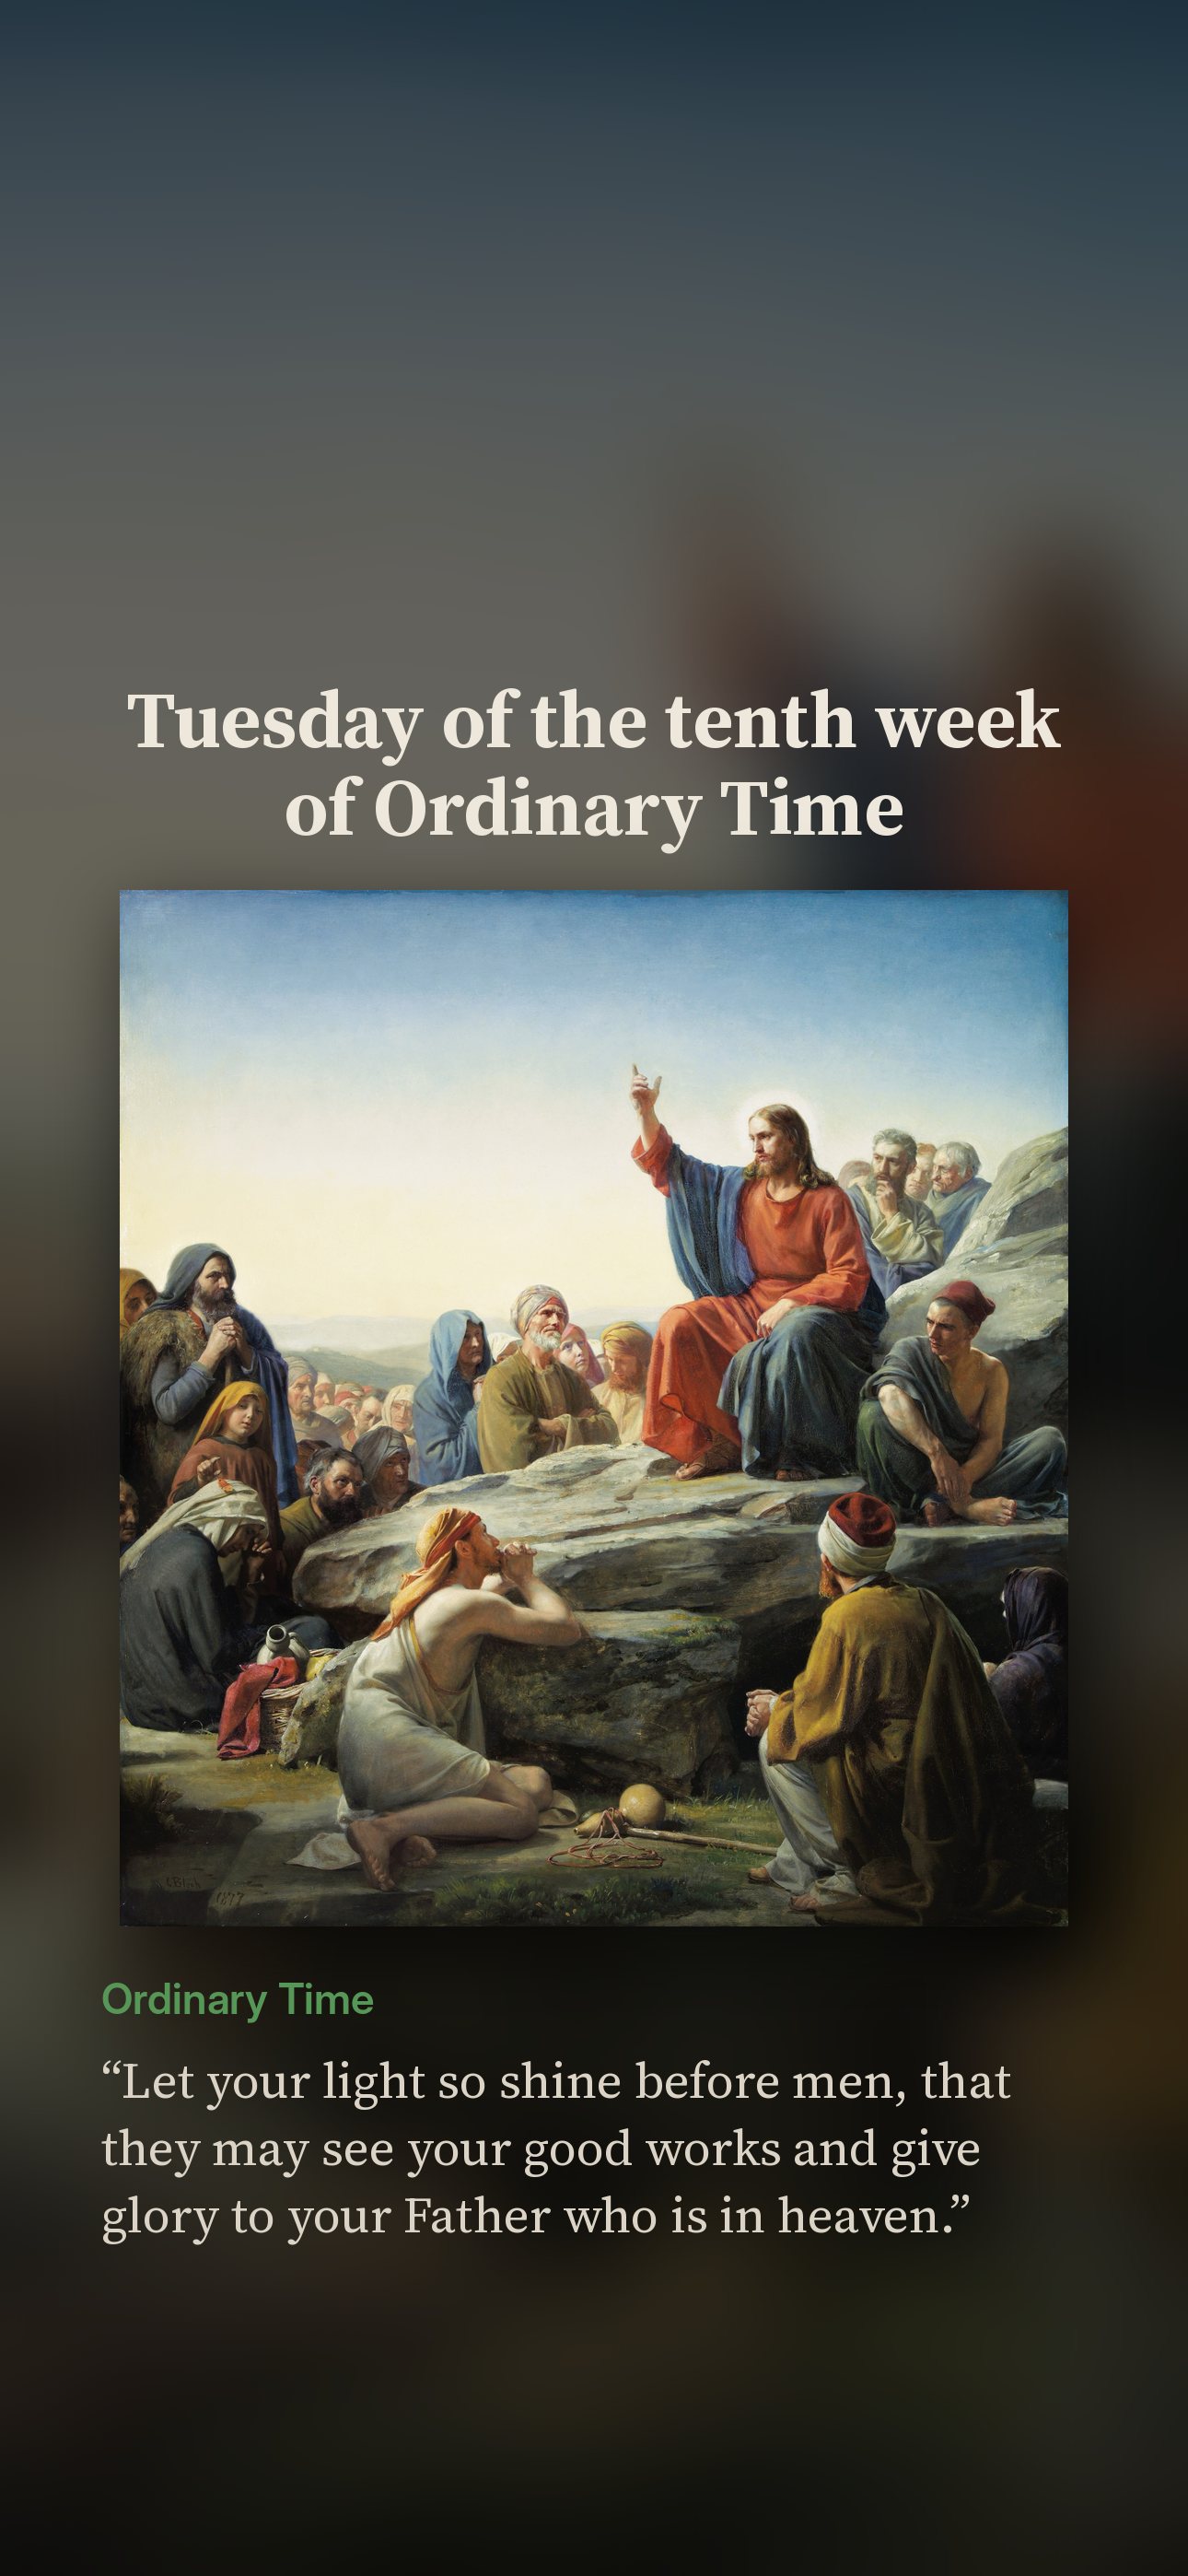 Tuesday of the tenth week
of Ordinary Time
1877
Ordinary Time
“Let your light so shine before men, that
they may see your good works and give
glory to your Father who is in heaven.”